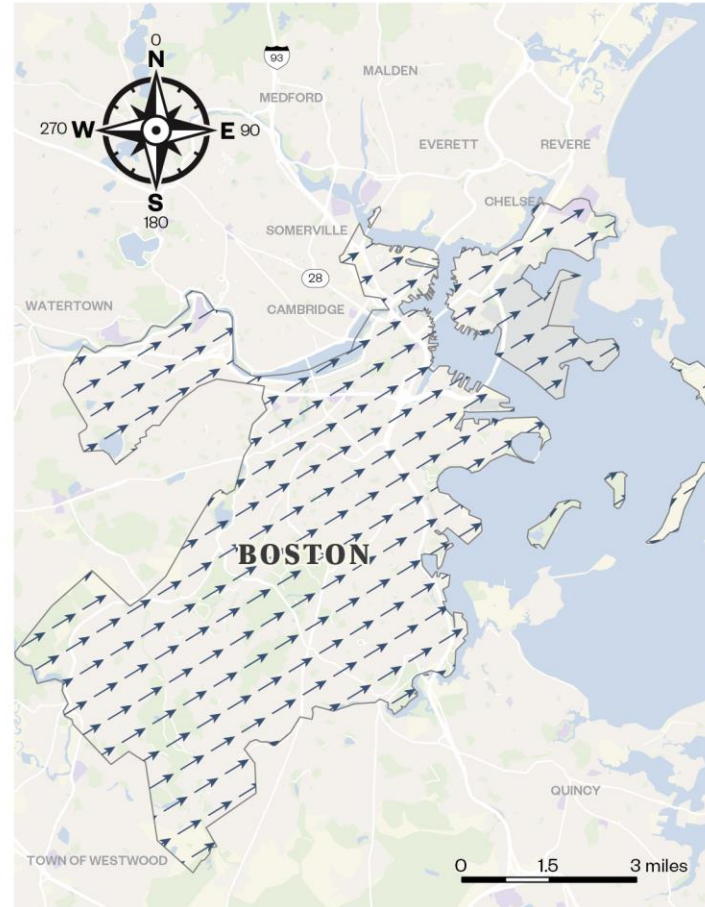 0
N
270 W E 90
S
180
93
MALDEN
MEDFORD
EVERETT
REVERE
CHELSEA
SOMERVILLE
28
WATERTOWN
CAMBRIDGE
BOSTON
QUINCY
TOWN OF WESTWOOD
0 1.5 3 miles